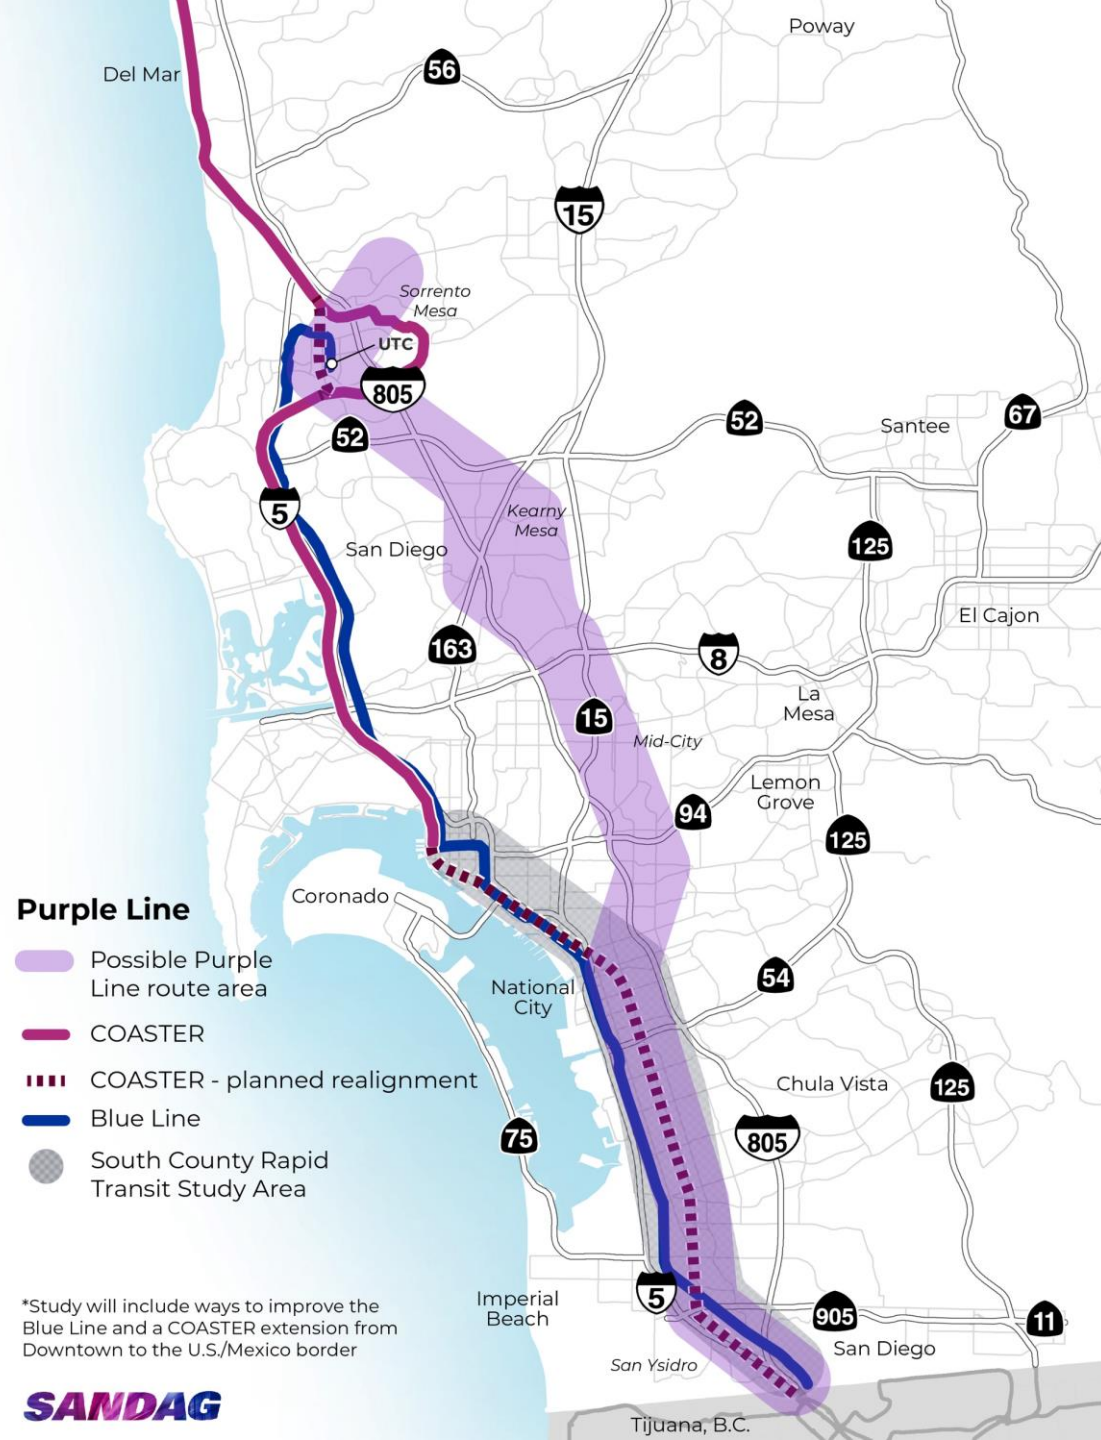 Poway
Del Mar
56
15
Sorrento
Mesa
UTC
805
52
52
67
Santee
5
Kearny
Mesa
San Diego
125
163
8
El Cajon
La
Mesa
15
Mid-City
Lemon
Grove
94
125
Coronado
54
National
City
Chula Vista
125
75
805
5
Imperial
Beach
905
11
San Diego
San Ysidro
Tijuana, B.C.
Purple Line
Possible Purple
Line route area
COASTER
COASTER - planned realignment
Blue Line
South County Rapid
Transit Study Area
*Study will include ways to improve the
Blue Line and a COASTER extension from
Downtown to the U.S./Mexico border
SANDAG